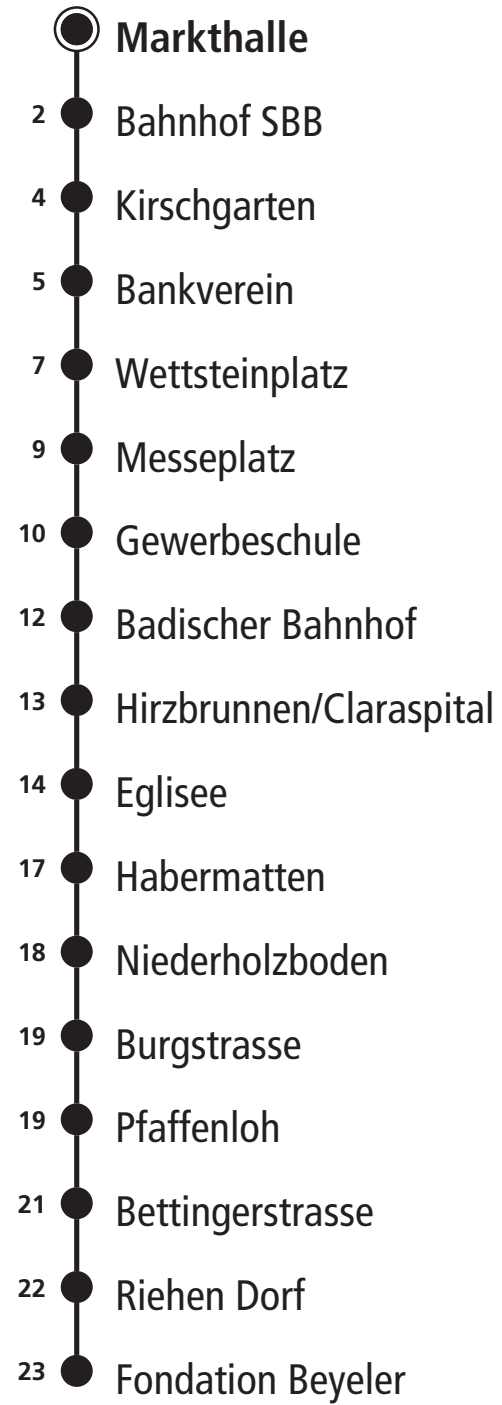 Markthalle
2 Bahnhof SBB
4 Kirschgarten
5 Bankverein
7 Wettsteinplatz
9 Messeplatz
10 Gewerbeschule
12 Badischer Bahnhof
13 Hirzbrunnen/Claraspital
14 Eglisee
17 Habermatten
18 Niederholzboden
19 Burgstrasse
19 Pfaffenloh
21 Bettingerstrasse
22 Riehen Dorf
23 Fondation Beyeler